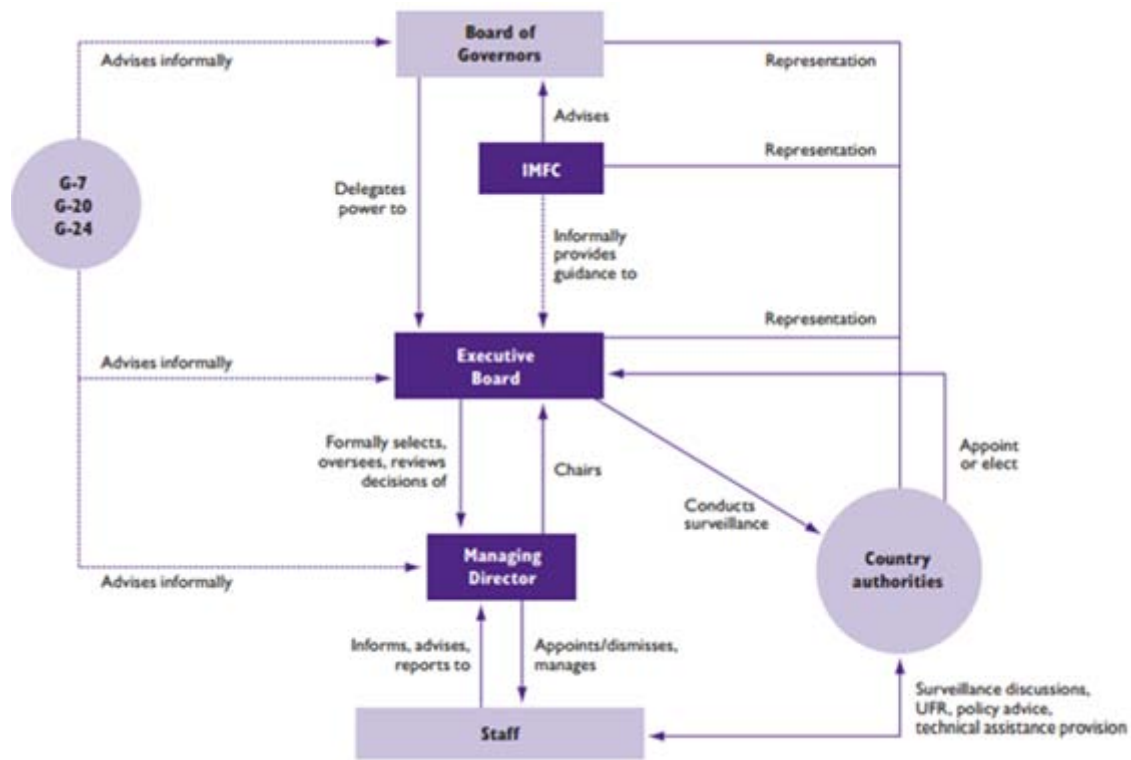 Board of
Governors
Advises informally
Representation
Advises
IMFC
Representation
G-7
G-20
G-24
Delegates
power to
Informally
provides
guidance to
Representation
Executive
Board
Advises informally
Formally selects,
oversees, reviews
decisions of
Chairs
Appoint
or elect
Conducts
surveillance
Managing
Director
Country
authorities
Advises informally
Informs, advises,
reports to
Appoints/dismisses,
manages
Surveillance discussions,
UFR, policy advice,
technical assistance provision
Staff